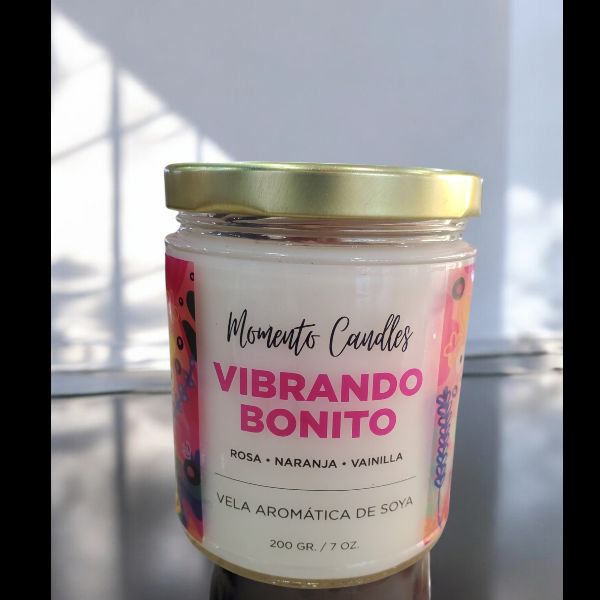 Momento Candles
VIBRANDO
BONITO
ROSA • NARANJA • VAINILLA
VELA AROMÁTICA DE SOYA
200 GR. / 7 OZ.